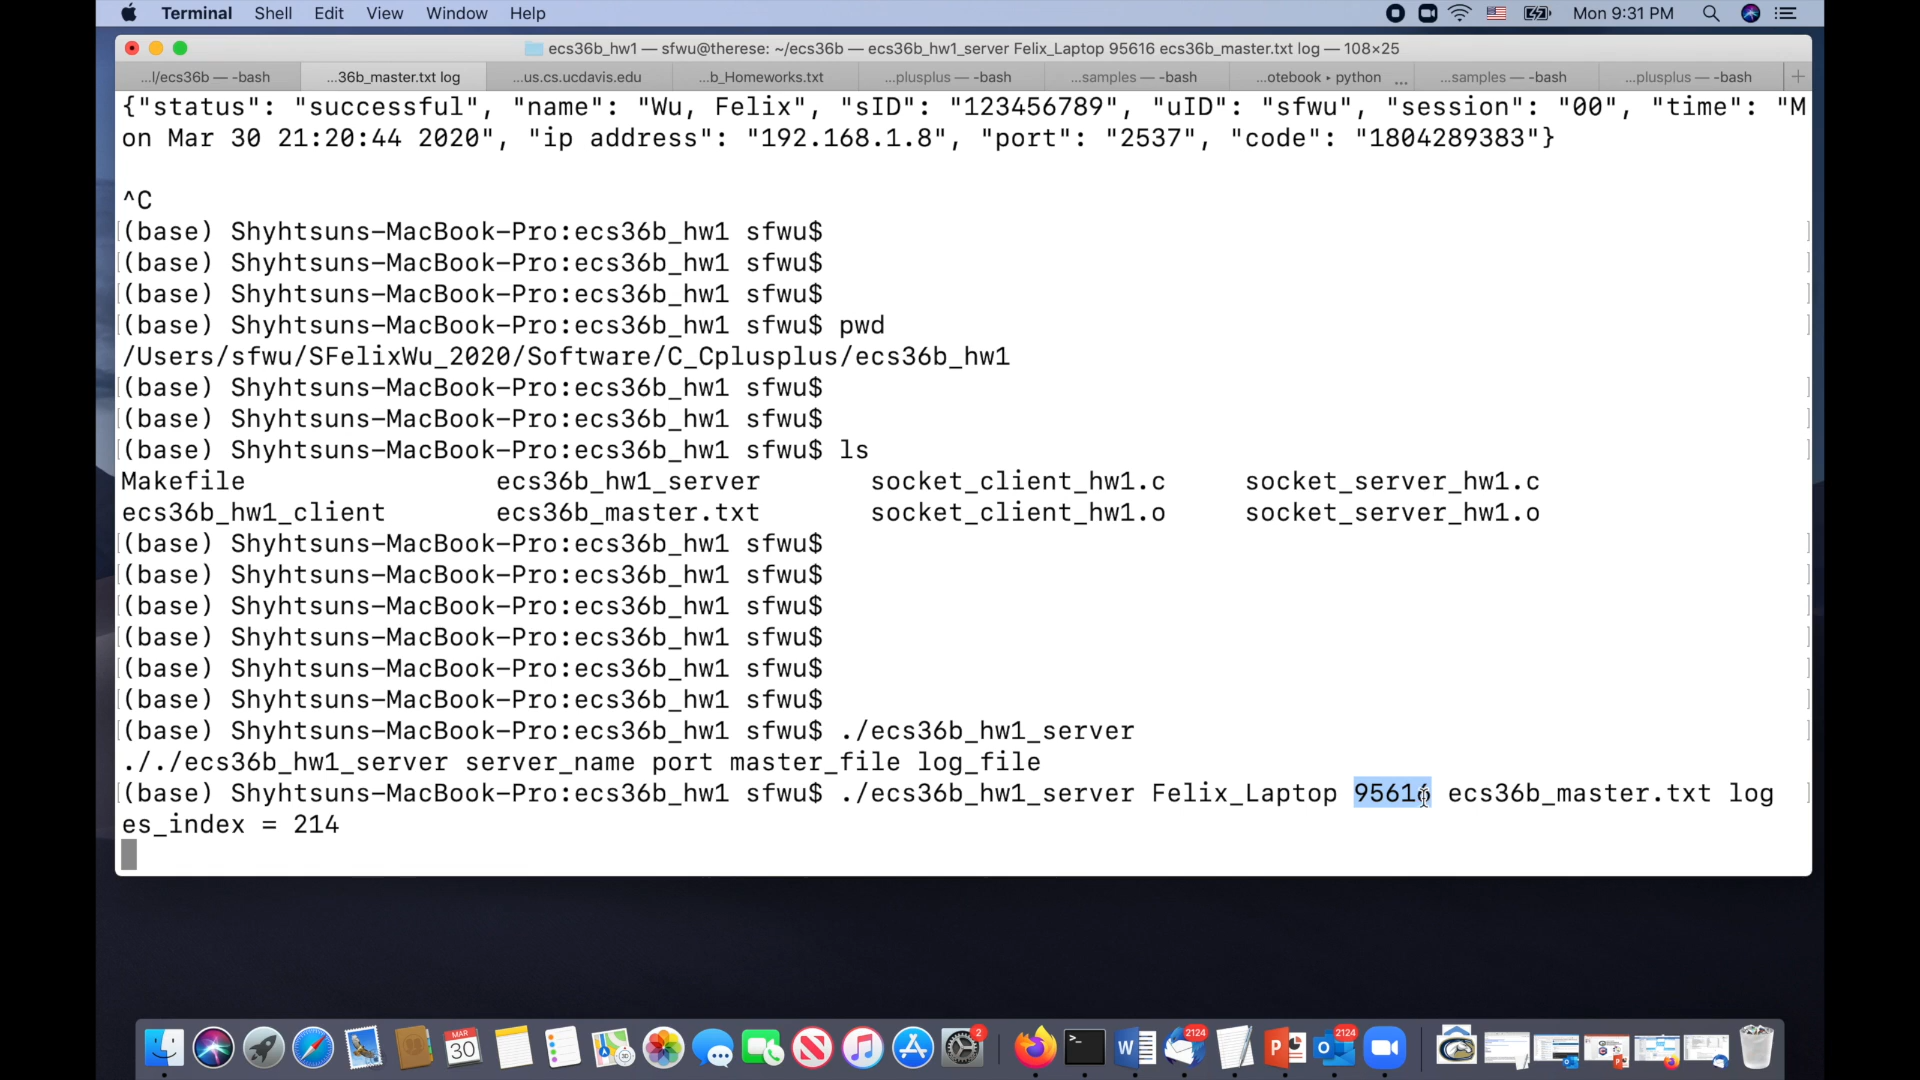 Terminal Shell Edit View Window Help Mon 9:31 PM
ecs36b_hw1 — sfwu@therese: ~/ecs36b — ecs36b_hw1_server Felix_Laptop 95616 ecs36b_master.txt log — 108×25
...l/ecs36b — -bash ...36b_master.txt log ...us.cs.ucdavis.edu ...b_Homeworks.txt ...plusplus — -bash ...samples — -bash ...otebook ▸ python ... ...samples — -bash ...plusplus — -bash +
{"status": "successful", "name": "Wu, Felix", "sID": "123456789", "uID": "sfwu", "session": "00", "time": "M
on Mar 30 21:20:44 2020", "ip address": "192.168.1.8", "port": "2537", "code": "1804289383"}
^C
(base) Shyhtsuns-MacBook-Pro:ecs36b_hw1 sfwu$
(base) Shyhtsuns-MacBook-Pro:ecs36b_hw1 sfwu$
(base) Shyhtsuns-MacBook-Pro:ecs36b_hw1 sfwu$
(base) Shyhtsuns-MacBook-Pro:ecs36b_hw1 sfwu$ pwd
/Users/sfwu/SFelixWu_2020/Software/C_Cplusplus/ecs36b_hw1
(base) Shyhtsuns-MacBook-Pro:ecs36b_hw1 sfwu$
(base) Shyhtsuns-MacBook-Pro:ecs36b_hw1 sfwu$
(base) Shyhtsuns-MacBook-Pro:ecs36b_hw1 sfwu$ ls
Makefile ecs36b_hw1_server socket_client_hw1.c socket_server_hw1.c
ecs36b_hw1_client ecs36b_master.txt socket_client_hw1.o socket_server_hw1.o
(base) Shyhtsuns-MacBook-Pro:ecs36b_hw1 sfwu$
(base) Shyhtsuns-MacBook-Pro:ecs36b_hw1 sfwu$
(base) Shyhtsuns-MacBook-Pro:ecs36b_hw1 sfwu$
(base) Shyhtsuns-MacBook-Pro:ecs36b_hw1 sfwu$
(base) Shyhtsuns-MacBook-Pro:ecs36b_hw1 sfwu$
(base) Shyhtsuns-MacBook-Pro:ecs36b_hw1 sfwu$
(base) Shyhtsuns-MacBook-Pro:ecs36b_hw1 sfwu$ ./ecs36b_hw1_server
././ecs36b_hw1_server server_name port master_file log_file
(base) Shyhtsuns-MacBook-Pro:ecs36b_hw1 sfwu$ ./ecs36b_hw1_server Felix_Laptop 95616 ecs36b_master.txt log
es_index = 214
MAR 2 2124 2124
30 3D >_ W P O